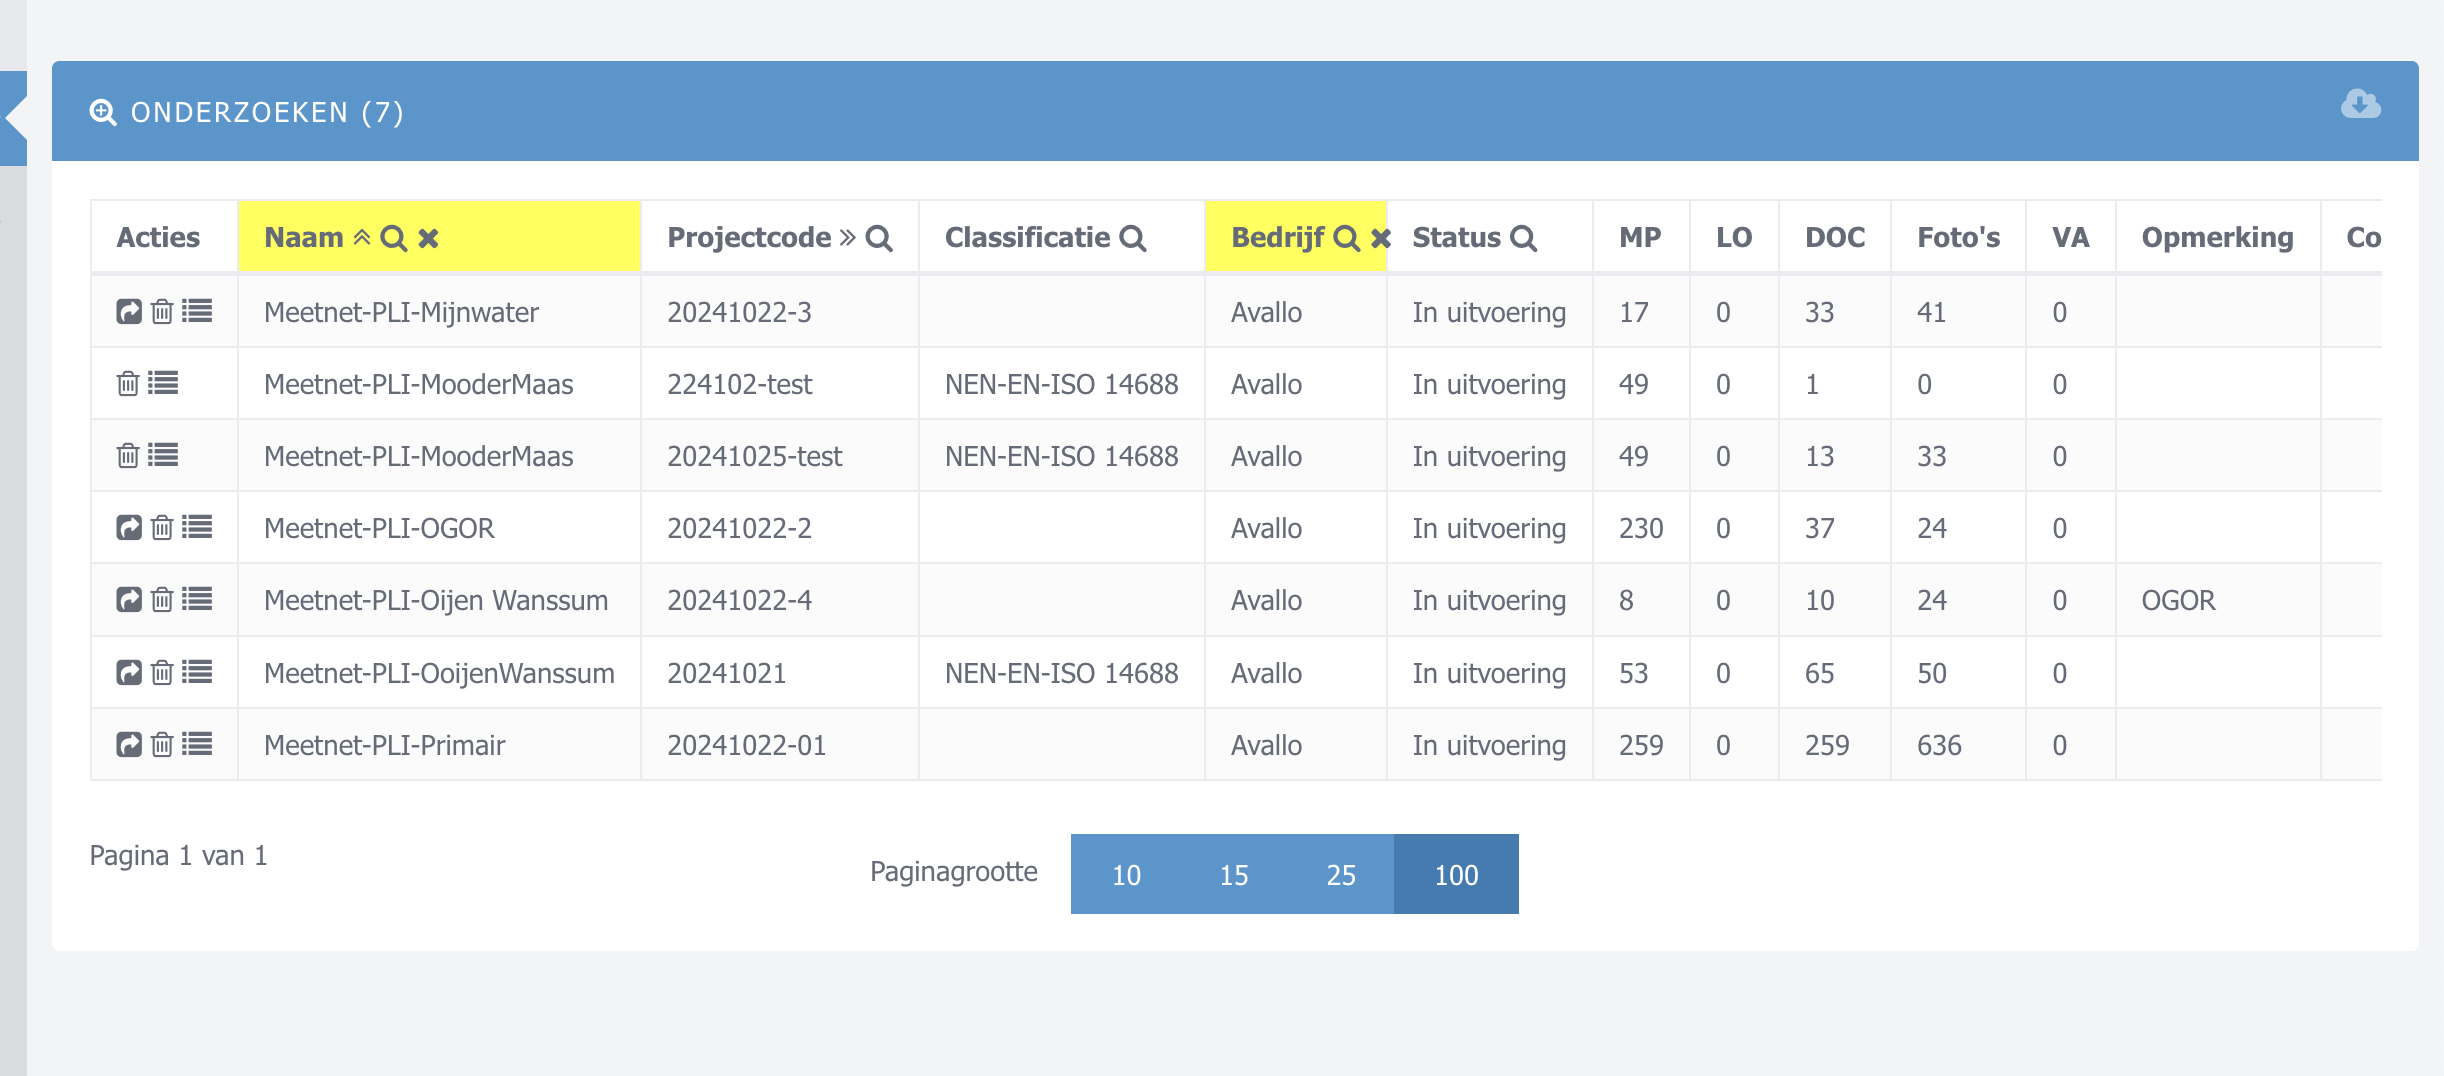 ONDERZOEKEN (7)
Acties Naam Projectcode Classificatie Bedrijf Status MP LO DOC Foto's VA Opmerking Co
Meetnet-PLI-Mijnwater 20241022-3 Avallo In uitvoering 17 0 33 41 0
Meetnet-PLI-MooderMaas 224102-test NEN-EN-ISO 14688 Avallo In uitvoering 49 0 1 0 0
Meetnet-PLI-MooderMaas 20241025-test NEN-EN-ISO 14688 Avallo In uitvoering 49 0 13 33 0
Meetnet-PLI-OGOR 20241022-2 Avallo In uitvoering 230 0 37 24 0
Meetnet-PLI-Oijen Wanssum 20241022-4 Avallo In uitvoering 8 0 10 24 0 OGOR
Meetnet-PLI-OoijenWanssum 20241021 NEN-EN-ISO 14688 Avallo In uitvoering 53 0 65 50 0
Meetnet-PLI-Primair 20241022-01 Avallo In uitvoering 259 0 259 636 0
Pagina 1 van 1
Paginagrootte 10 15 25 100